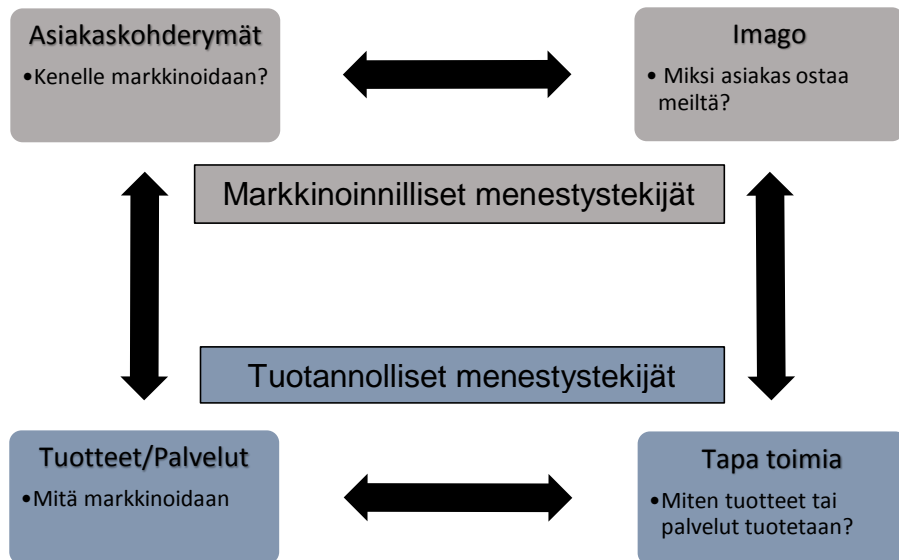 Asiakaskohderymät
•Kenelle markkinoidaan?
Imago
• Miksi asiakas ostaa
meiltä?
Markkinoinnilliset menestystekijät
Tuotannolliset menestystekijät
Tuotteet/Palvelut
•Mitä markkinoidaan
Tapa toimia
•Miten tuotteet tai
palvelut tuotetaan?